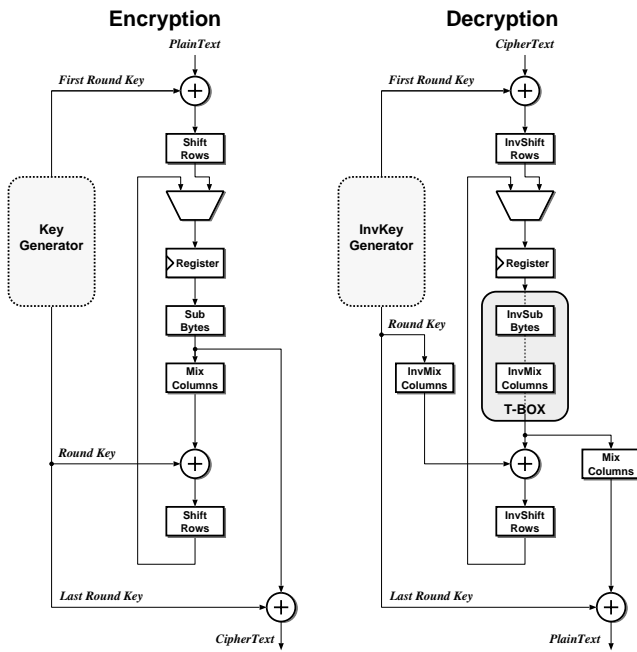 Encryption
PlainText
First Round Key
Shift
Rows
Key
Generator
Register
Sub
Bytes
Mix
Columns
Round Key
Shift
Rows
Last Round Key
CipherText
Decryption
CipherText
First Round Key
InvShift
Rows
InvKey
Generator
Register
InvSub
Bytes
Round Key
InvMix
Columns
InvMix
Columns
T-BOX
Mix
Columns
InvShift
Rows
Last Round Key
PlainText